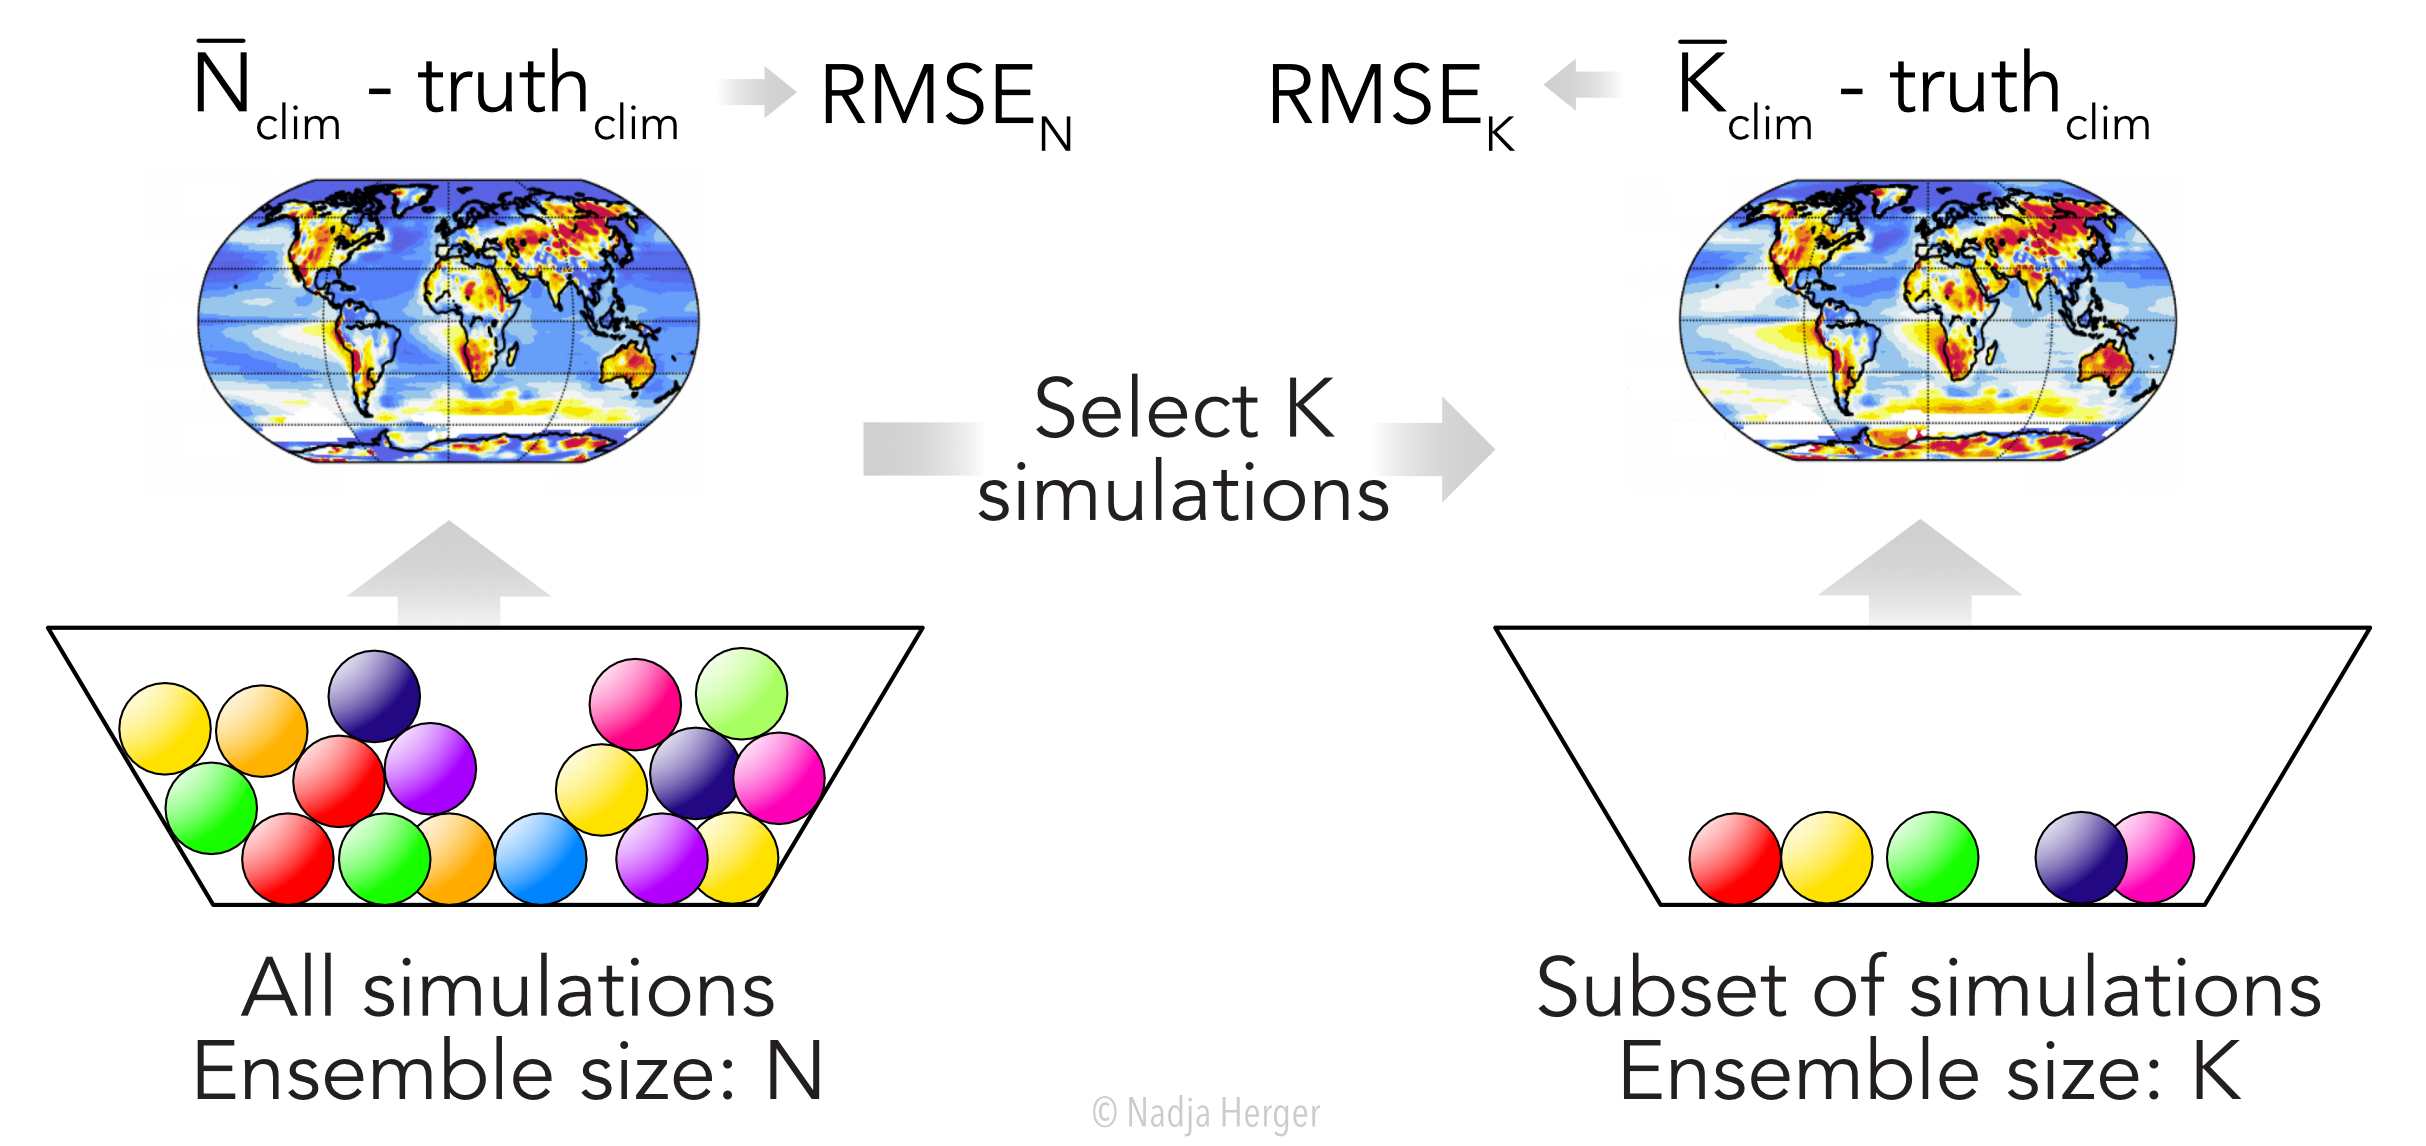 N̅clim - truthclim
RMSEN
RMSEK
K̅clim - truthclim
Select K
simulations
All simulations
Ensemble size: N
Subset of simulations
Ensemble size: K
© Nadja Herger